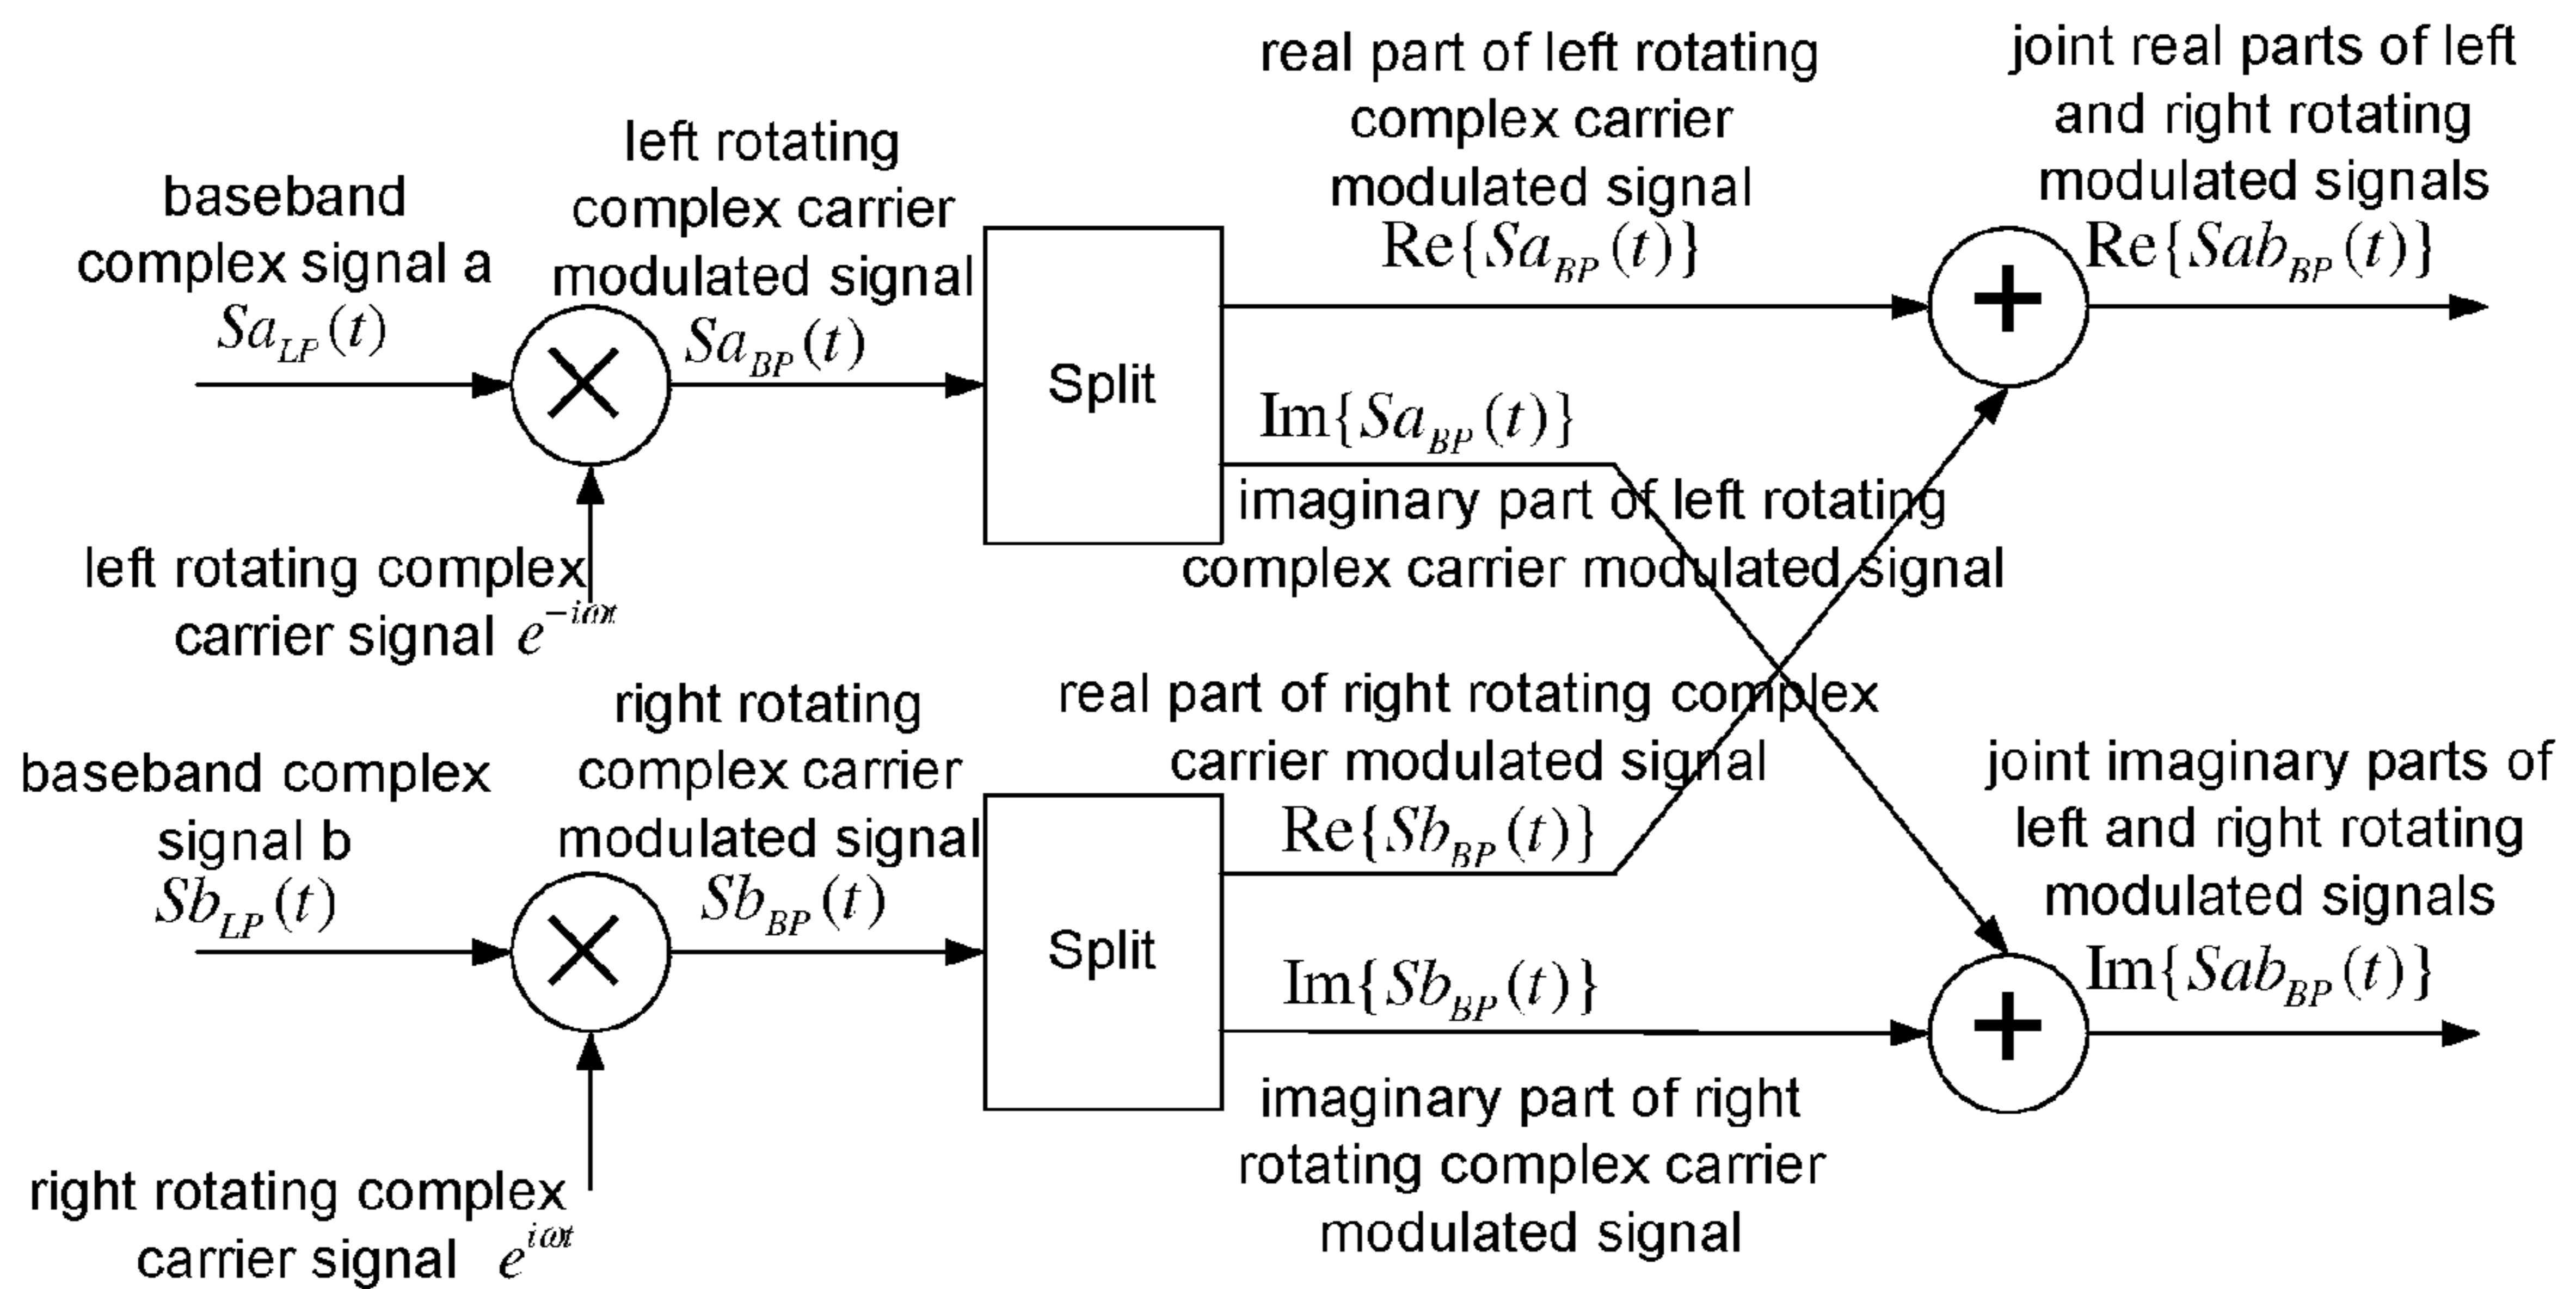 baseband
complex signal a
Sa_LP(t)
left rotating
complex carrier
modulated signal
Sa_BP(t)
left rotating complex
carrier signal e^{-iωt}
Split
real part of left rotating
complex carrier
modulated signal
Re{Sa_BP(t)}
Im{Sa_BP(t)}
imaginary part of left rotating
complex carrier modulated signal
joint real parts of left
and right rotating
modulated signals
Re{Sab_BP(t)}
+
baseband complex
signal b
Sb_LP(t)
right rotating
complex carrier
modulated signal
Sb_BP(t)
right rotating complex
carrier signal e^{iωt}
Split
real part of right rotating complex
carrier modulated signal
Re{Sb_BP(t)}
Im{Sb_BP(t)}
imaginary part of right
rotating complex carrier
modulated signal
joint imaginary parts of
left and right rotating
modulated signals
Im{Sab_BP(t)}
+